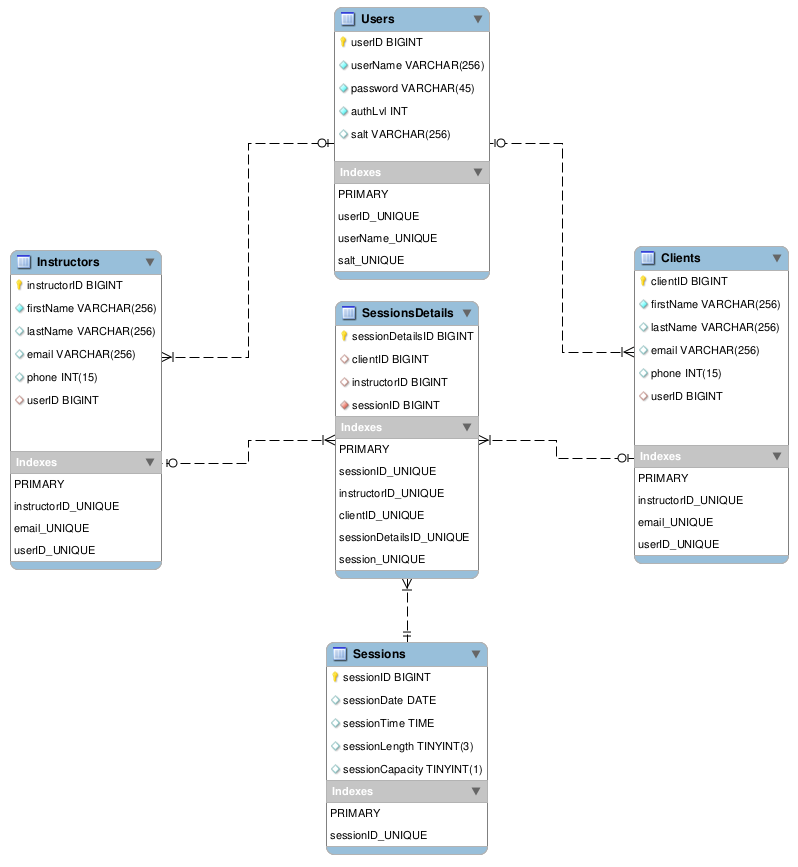 Users
userID BIGINT
userName VARCHAR(256)
password VARCHAR(45)
authLvl INT
salt VARCHAR(256)
Indexes
PRIMARY
userID_UNIQUE
userName_UNIQUE
salt_UNIQUE
Instructors
instructorID BIGINT
firstName VARCHAR(256)
lastName VARCHAR(256)
email VARCHAR(256)
phone INT(15)
userID BIGINT
Indexes
PRIMARY
instructorID_UNIQUE
email_UNIQUE
userID_UNIQUE
SessionsDetails
sessionDetailsID BIGINT
clientID BIGINT
instructorID BIGINT
sessionID BIGINT
Indexes
PRIMARY
sessionID_UNIQUE
instructorID_UNIQUE
clientID_UNIQUE
sessionDetailsID_UNIQUE
session_UNIQUE
Clients
clientID BIGINT
firstName VARCHAR(256)
lastName VARCHAR(256)
email VARCHAR(256)
phone INT(15)
userID BIGINT
Indexes
PRIMARY
instructorID_UNIQUE
email_UNIQUE
userID_UNIQUE
Sessions
sessionID BIGINT
sessionDate DATE
sessionTime TIME
sessionLength TINYINT(3)
sessionCapacity TINYINT(1)
Indexes
PRIMARY
sessionID_UNIQUE